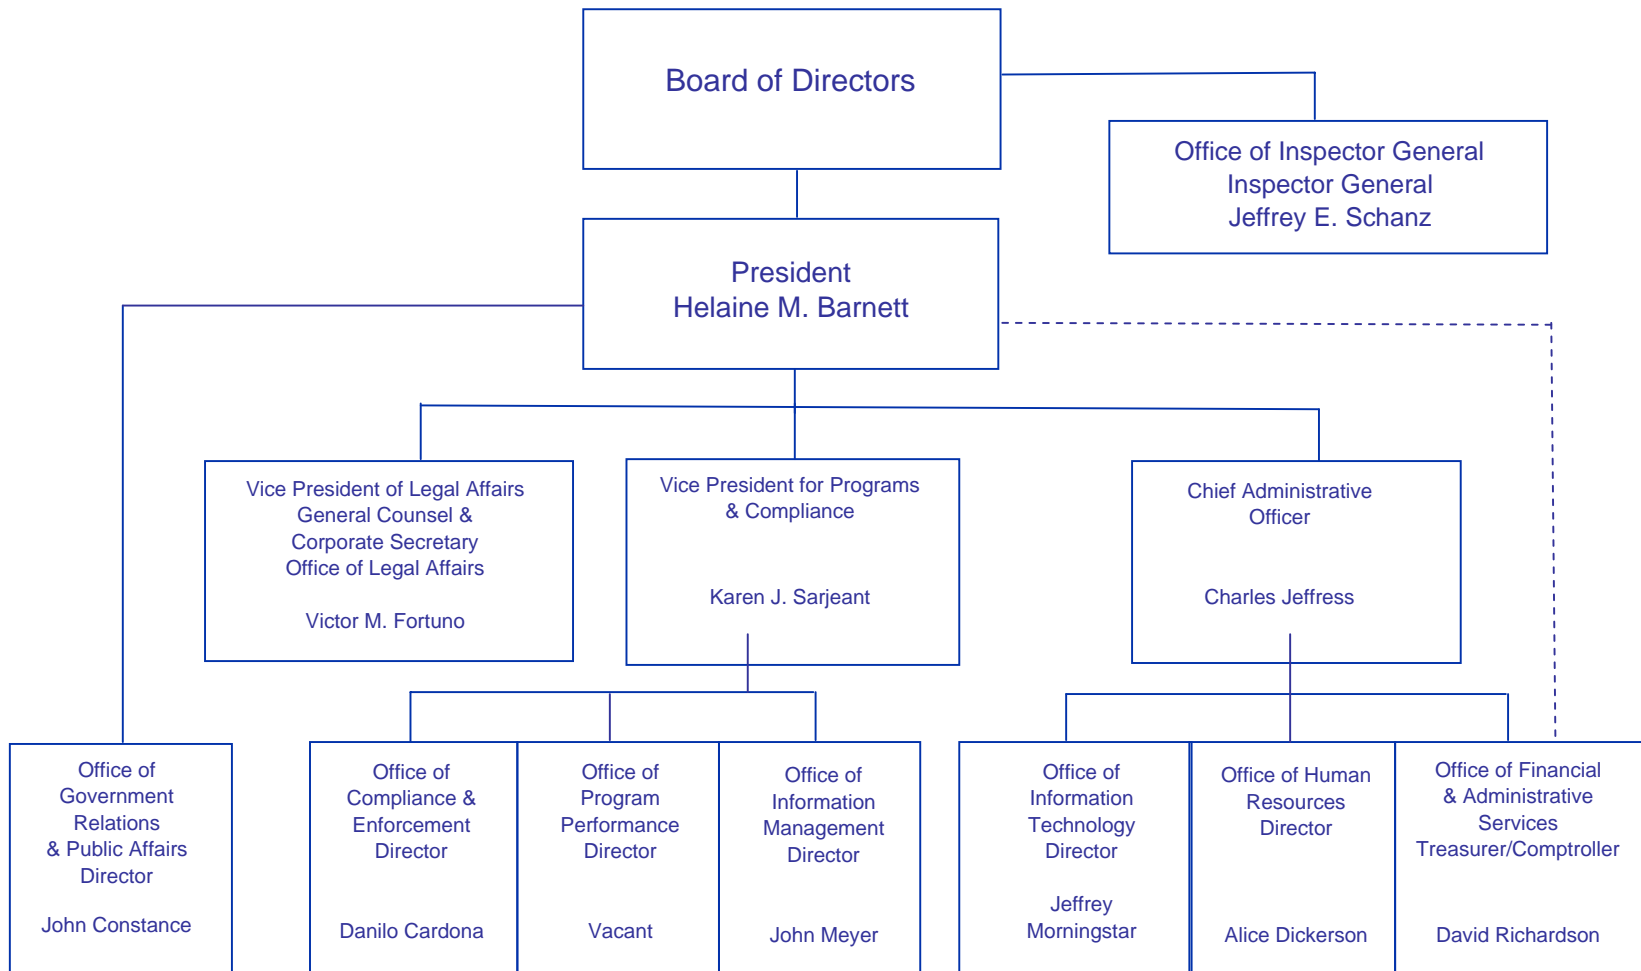 Board of Directors
Office of Inspector General
Inspector General
Jeffrey E. Schanz
President
Helaine M. Barnett
Vice President of Legal Affairs
General Counsel &
Corporate Secretary
Office of Legal Affairs
Victor M. Fortuno
Vice President for Programs
& Compliance
Karen J. Sarjeant
Chief Administrative
Officer
Charles Jeffress
Office of
Government
Relations
& Public Affairs
Director
John Constance
Office of
Compliance &
Enforcement
Director
Danilo Cardona
Office of
Program
Performance
Director
Vacant
Office of
Information
Management
Director
John Meyer
Office of
Information
Technology
Director
Jeffrey
Morningstar
Office of Human
Resources
Director
Alice Dickerson
Office of Financial
& Administrative
Services
Treasurer/Comptroller
David Richardson